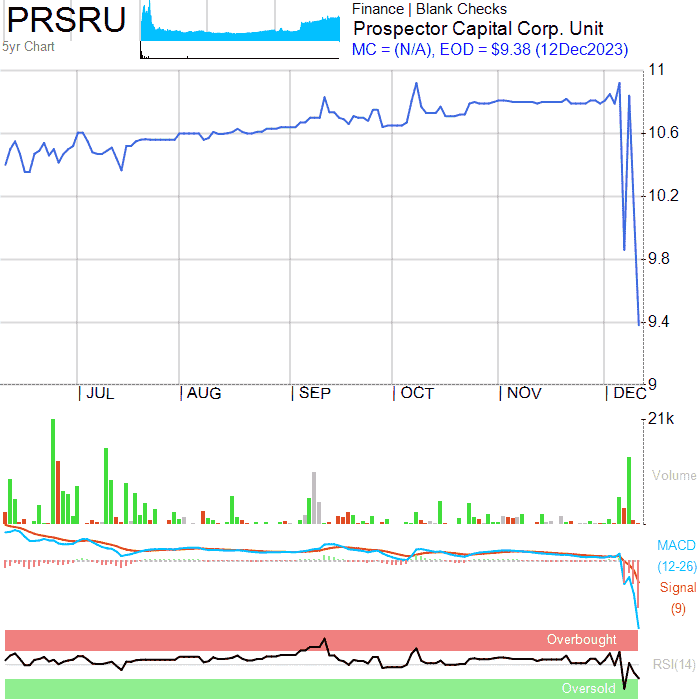 PRSRU
5yr Chart
Finance | Blank Checks
Prospector Capital Corp. Unit
MC = (N/A), EOD = $9.38 (12Dec2023)
11
10.6
10.2
9.8
9.4
9
JUL AUG SEP OCT NOV DEC
21k
Volume
MACD
(12-26)
Signal
(9)
Overbought
RSI(14)
Oversold